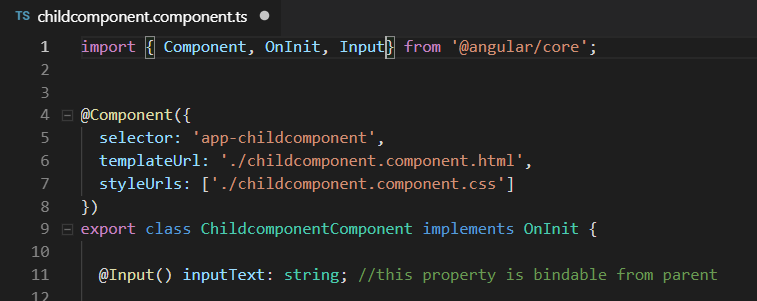 TS childcomponent.component.ts
1 import { Component, OnInit, Input} from '@angular/core';
2
3
4 @Component({
5 selector: 'app-childcomponent',
6 templateUrl: './childcomponent.component.html',
7 styleUrls: ['./childcomponent.component.css']
8 })
9 export class ChildcomponentComponent implements OnInit {
10
11 @Input() inputText: string; //this property is bindable from parent
12